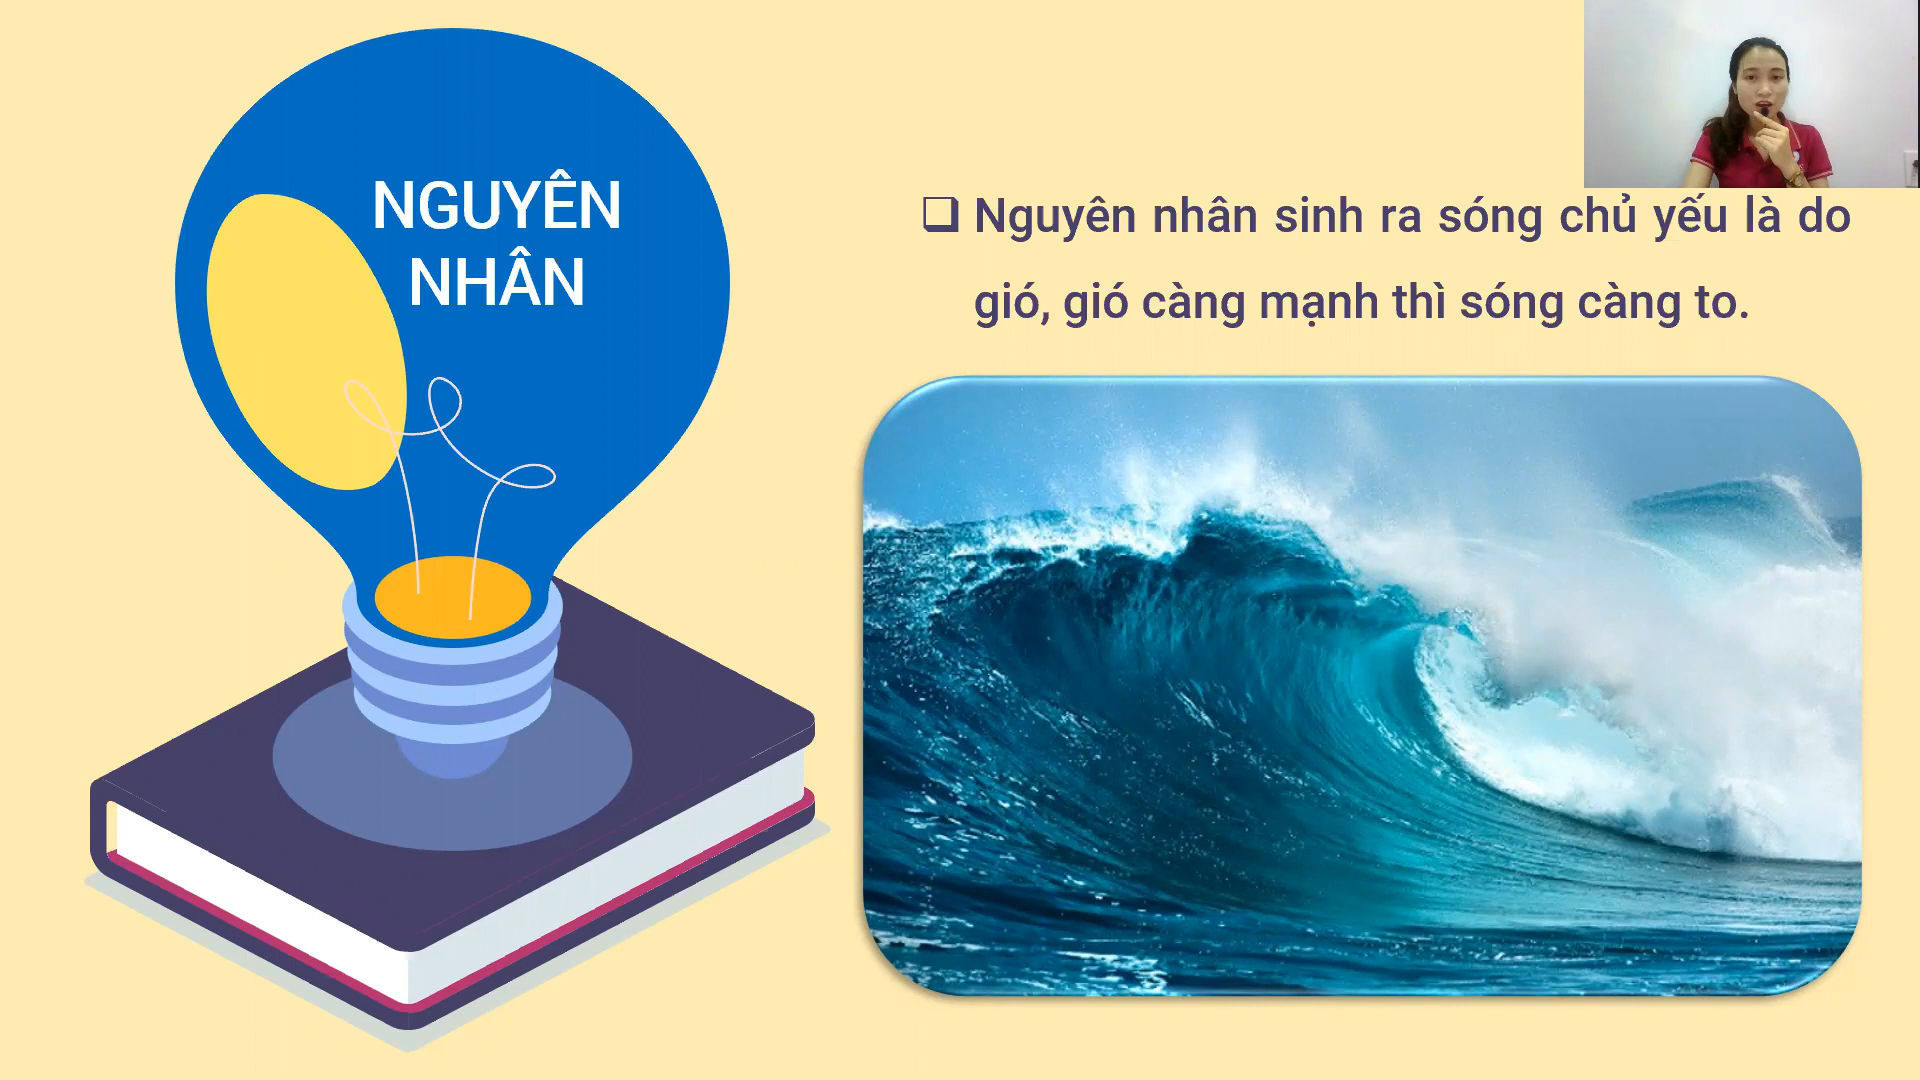 NGUYÊN
NHÂN
Nguyên nhân sinh ra sóng chủ yếu là do
gió, gió càng mạnh thì sóng càng to.